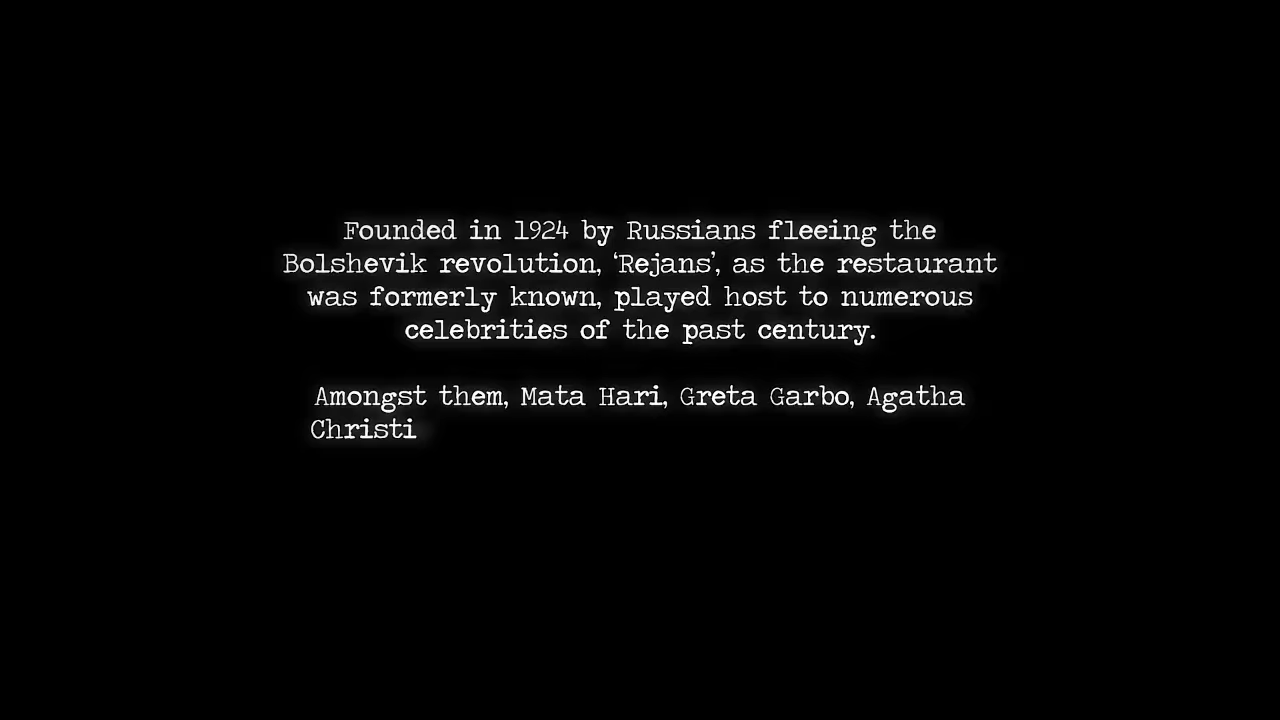 Founded in 1924 by Russians fleeing the
Bolshevik revolution, ‘Rejans’, as the restaurant
was formerly known, played host to numerous
celebrities of the past century.
Amongst them, Mata Hari, Greta Garbo, Agatha
Christi